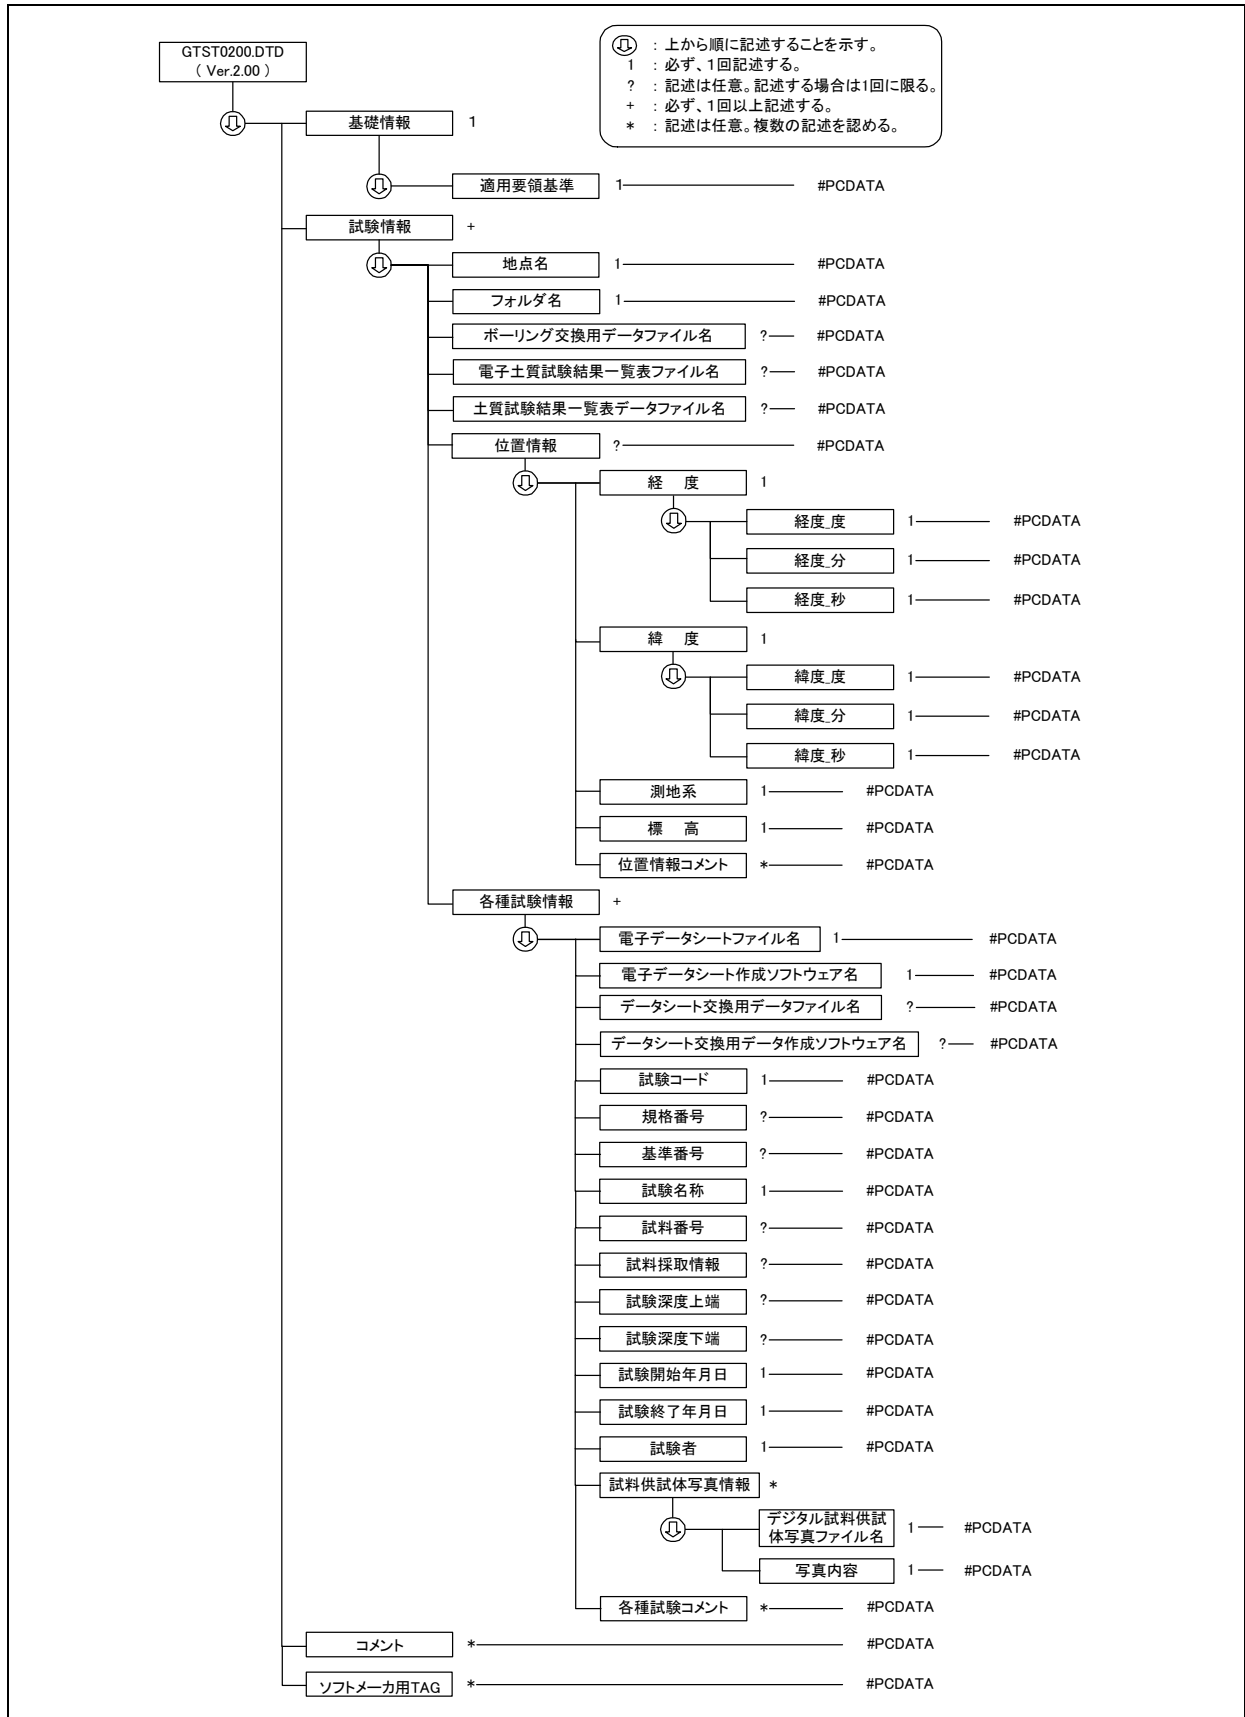 GTST0200.DTD
( Ver.2.00 )
: 上から順に記述することを示す。
1 : 必ず、1回記述する。
? : 記述は任意。記述する場合は1回に限る。
+ : 必ず、1回以上記述する。
* : 記述は任意。複数の記述を認める。
基礎情報 1
適用要領基準 1 #PCDATA
試験情報 +
地点名 1 #PCDATA
フォルダ名 1 #PCDATA
ボーリング交換用データファイル名 ? #PCDATA
電子土質試験結果一覧表ファイル名 ? #PCDATA
土質試験結果一覧表データファイル名 ? #PCDATA
位置情報 ? #PCDATA
経 度 1
経度_度 1 #PCDATA
経度_分 1 #PCDATA
経度_秒 1 #PCDATA
緯 度 1
緯度_度 1 #PCDATA
緯度_分 1 #PCDATA
緯度_秒 1 #PCDATA
測地系 1 #PCDATA
標 高 1 #PCDATA
位置情報コメント * #PCDATA
各種試験情報 +
電子データシートファイル名 1 #PCDATA
電子データシート作成ソフトウェア名 1 #PCDATA
データシート交換用データファイル名 ? #PCDATA
データシート交換用データ作成ソフトウェア名 ? #PCDATA
試験コード 1 #PCDATA
規格番号 ? #PCDATA
基準番号 ? #PCDATA
試験名称 1 #PCDATA
試料番号 ? #PCDATA
試料採取情報 ? #PCDATA
試験深度上端 ? #PCDATA
試験深度下端 ? #PCDATA
試験開始年月日 1 #PCDATA
試験終了年月日 1 #PCDATA
試験者 1 #PCDATA
試料供試体写真情報 *
デジタル試料供試
体写真ファイル名 1 #PCDATA
写真内容 1 #PCDATA
各種試験コメント * #PCDATA
コメント * #PCDATA
ソフトメーカ用TAG * #PCDATA